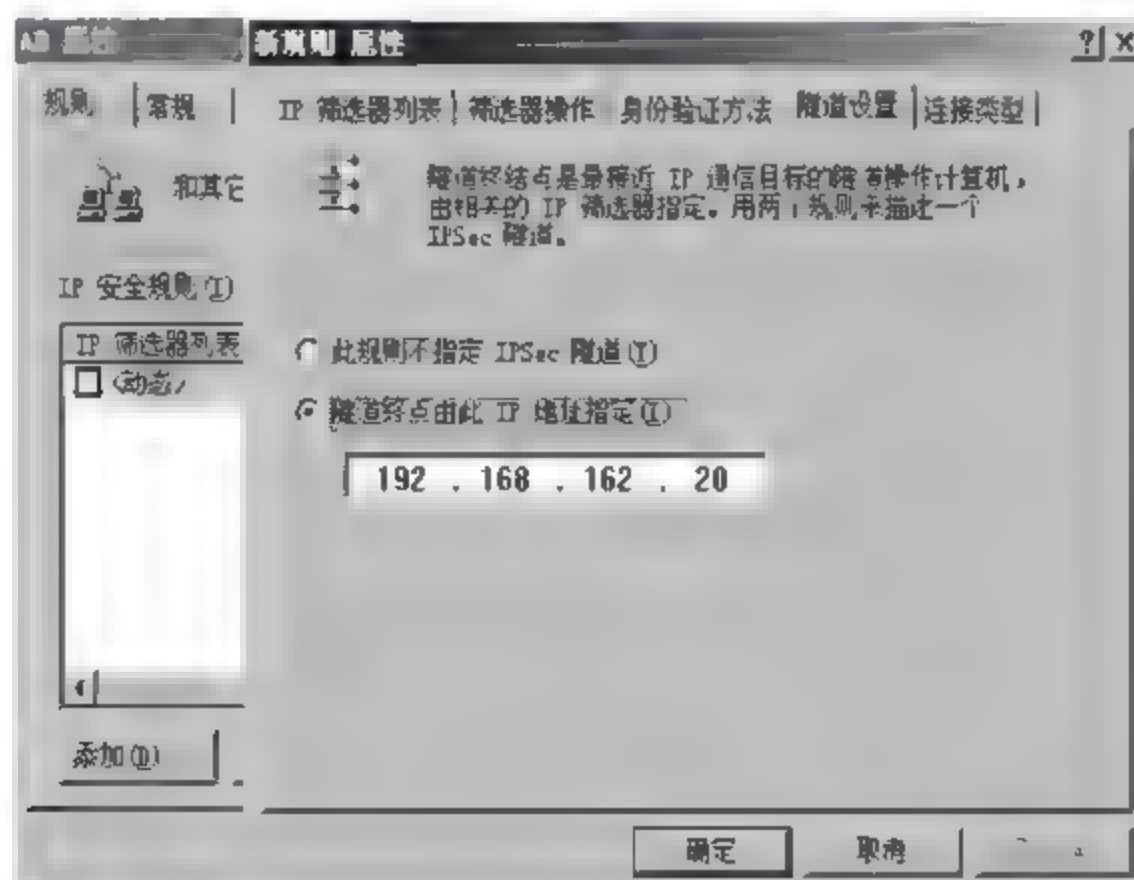 AB 属性
新规则 属性
规则 常规
IP 筛选器列表 筛选器操作 身份验证方法 隧道设置 连接类型
和其它
隧道终结点是最接近 IP 通信目标的隧道操作计算机，
由相关的 IP 筛选器指定。用两个规则来描述一个
IPSec 隧道。
IP 安全规则(I)
IP 筛选器列表
<动态>
此规则不指定 IPSec 隧道(T)
隧道终点由此 IP 地址指定(I)
192 . 168 . 162 . 20
添加(D)
确定 取消